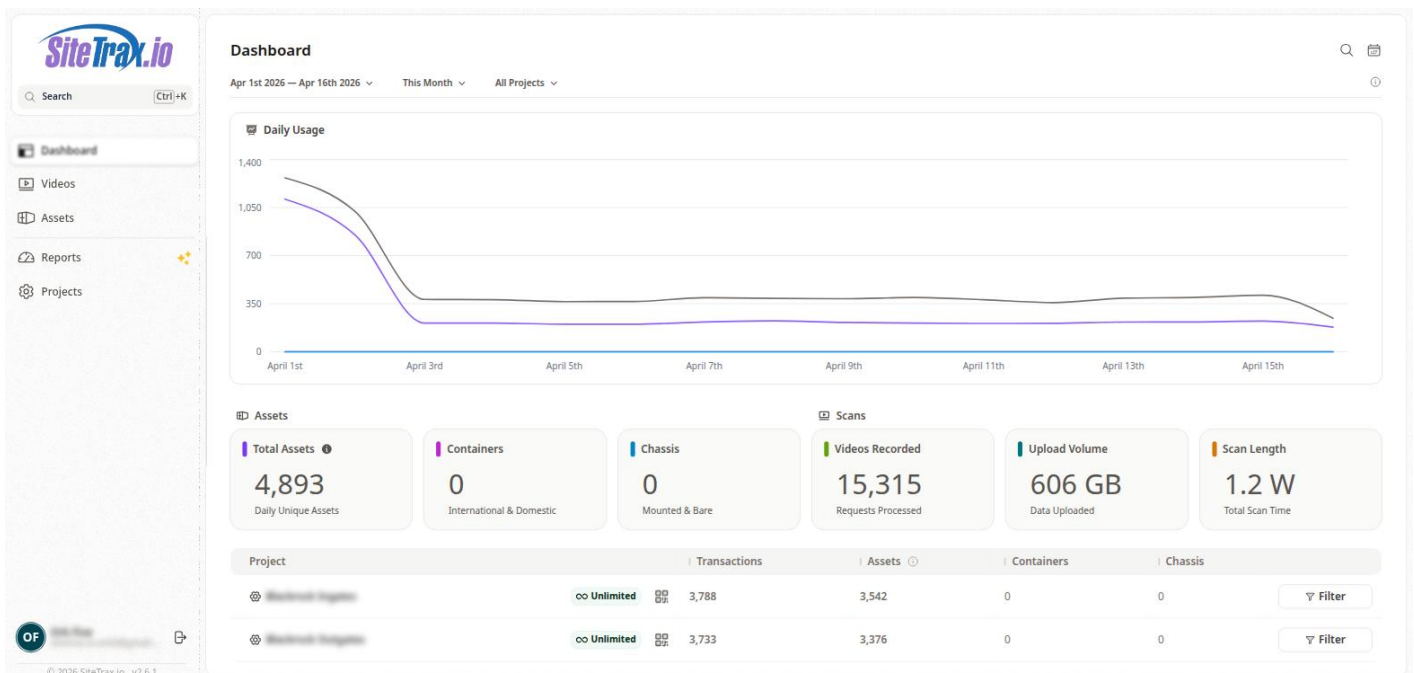 SiteTrax.io
Search Ctrl+K
Dashboard
Videos
Assets
Reports
Projects
OF
© 2026 SiteTrax.io v2.6.1
Dashboard
Apr 1st 2026 — Apr 16th 2026 This Month All Projects
Daily Usage
1,400
1,050
700
350
0
April 1st April 3rd April 5th April 7th April 9th April 11th April 13th April 15th
Assets Scans
Total Assets Containers Chassis Videos Recorded Upload Volume Scan Length
4,893 0 0 15,315 606 GB 1.2 W
Daily Unique Assets International & Domestic Mounted & Bare Requests Processed Data Uploaded Total Scan Time
Project Transactions Assets Containers Chassis
Unlimited 3,788 3,542 0 0 Filter
Unlimited 3,733 3,376 0 0 Filter